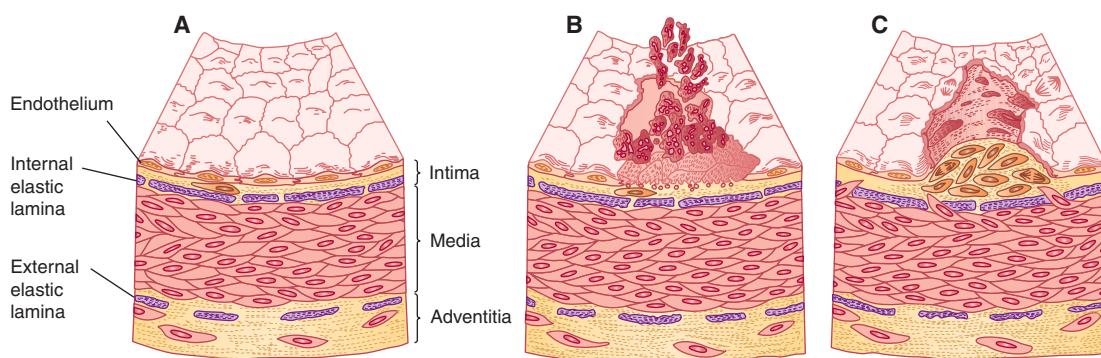 A
B
C
Endothelium
Internal
elastic
lamina
External
elastic
lamina
Intima
Media
Adventitia